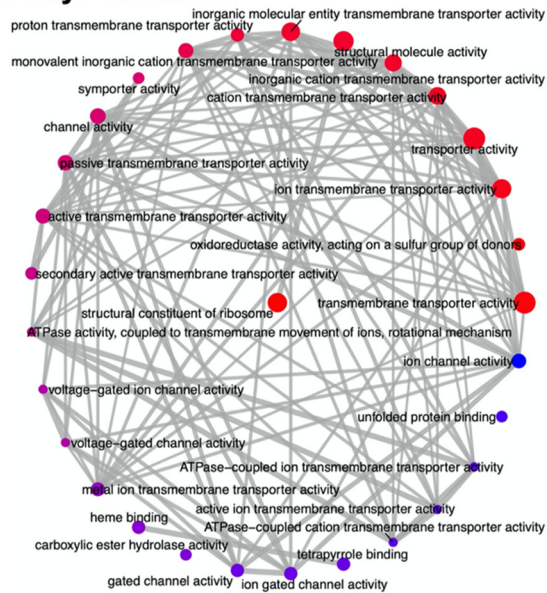 inorganic molecular entity transmembrane transporter activity
proton transmembrane transporter activity
structural molecule activity
monovalent inorganic cation transmembrane transporter activity
inorganic cation transmembrane transporter activity
symporter activity
cation transmembrane transporter activity
channel activity
transporter activity
passive transmembrane transporter activity
ion transmembrane transporter activity
active transmembrane transporter activity
oxidoreductase activity, acting on a sulfur group of donors
secondary active transmembrane transporter activity
transmembrane transporter activity
structural constituent of ribosome
ATPase activity, coupled to transmembrane movement of ions, rotational mechanism
ion channel activity
voltage−gated ion channel activity
unfolded protein binding
voltage−gated channel activity
ATPase−coupled ion transmembrane transporter activity
metal ion transmembrane transporter activity
active ion transmembrane transporter activity
heme binding
ATPase−coupled cation transmembrane transporter activity
carboxylic ester hydrolase activity
tetrapyrrole binding
gated channel activity
ion gated channel activity